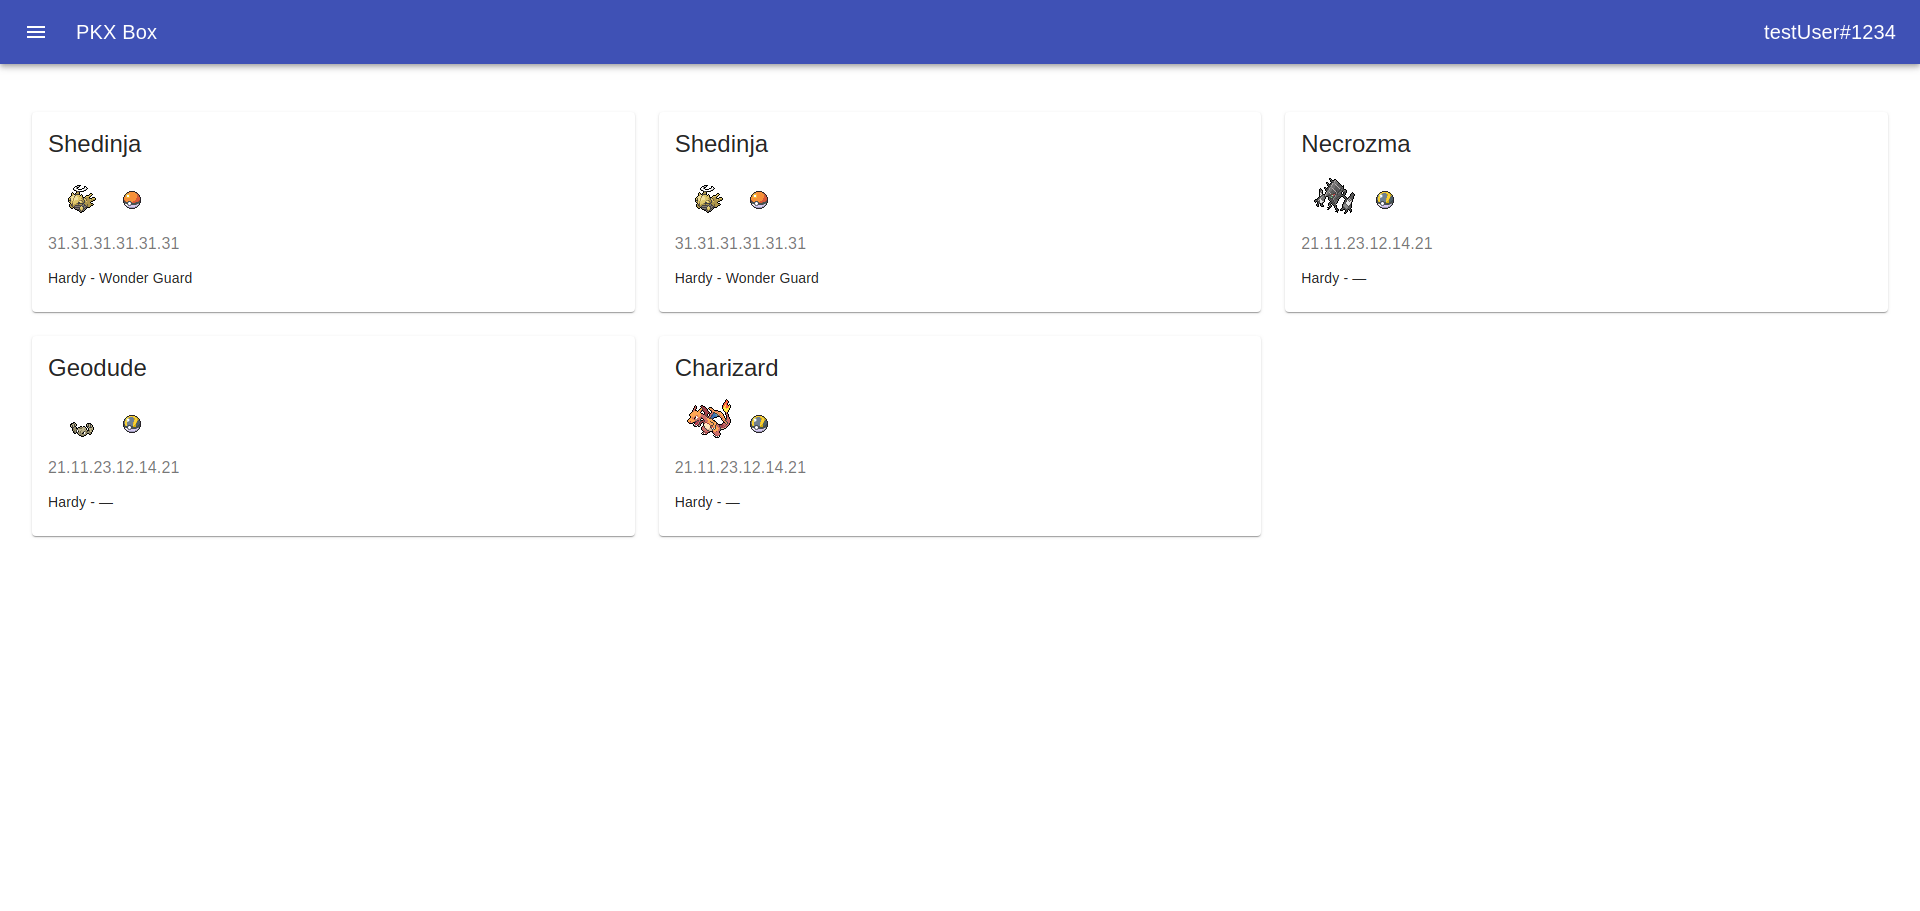 PKX Box
testUser#1234
Shedinja
31.31.31.31.31.31
Hardy - Wonder Guard
Shedinja
31.31.31.31.31.31
Hardy - Wonder Guard
Necrozma
21.11.23.12.14.21
Hardy - —
Geodude
21.11.23.12.14.21
Hardy - —
Charizard
21.11.23.12.14.21
Hardy - —